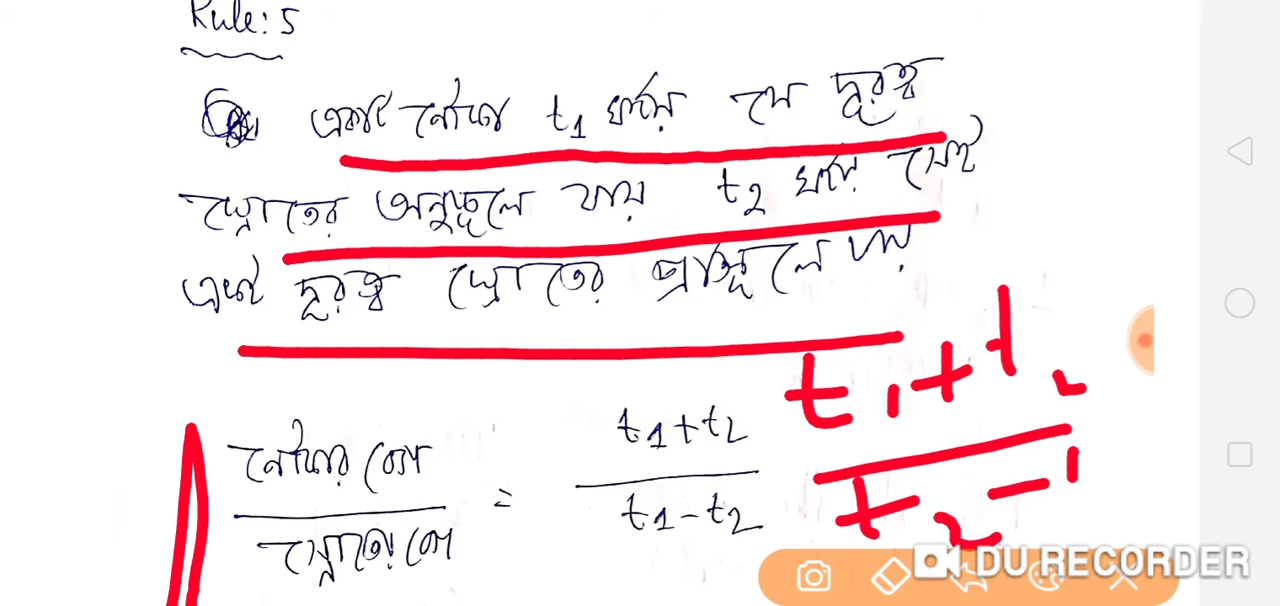 Rule: 5
একটি নৌকা t1 ঘন্টায় যে দূরত্ব
স্রোতের অনুকূলে যায় t2 ঘন্টায় সেই
একই দূরত্ব স্রোতের প্রতিকূলে যায়
নৌকার বেগ / স্রোতের বেগ = t1+t2 / t1-t2
t1+t2
t2-1
DU RECORDER